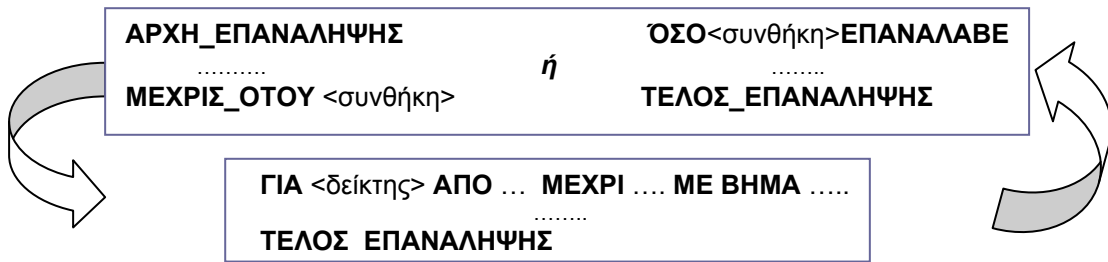 ΑΡΧΗ_ΕΠΑΝΑΛΗΨΗΣ
..........
ΜΕΧΡΙΣ_ΟΤΟΥ <συνθήκη>
ή
ΌΣΟ<συνθήκη>ΕΠΑΝΑΛΑΒΕ
........
ΤΕΛΟΣ_ΕΠΑΝΑΛΗΨΗΣ
ΓΙΑ <δείκτης> ΑΠΟ … ΜΕΧΡΙ …. ΜΕ ΒΗΜΑ …..
........
ΤΕΛΟΣ ΕΠΑΝΑΛΗΨΗΣ